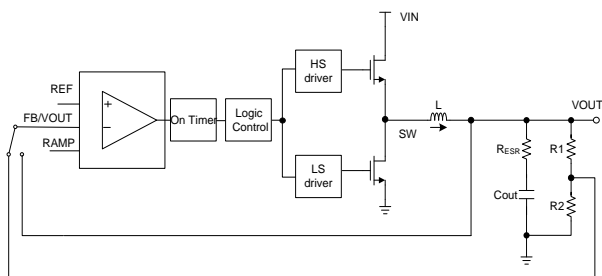 VIN
HS
driver
REF
+
FB/VOUT
−
RAMP
On Timer
Logic
Control
L
SW
VOUT
LS
driver
RESR
R1
Cout
R2